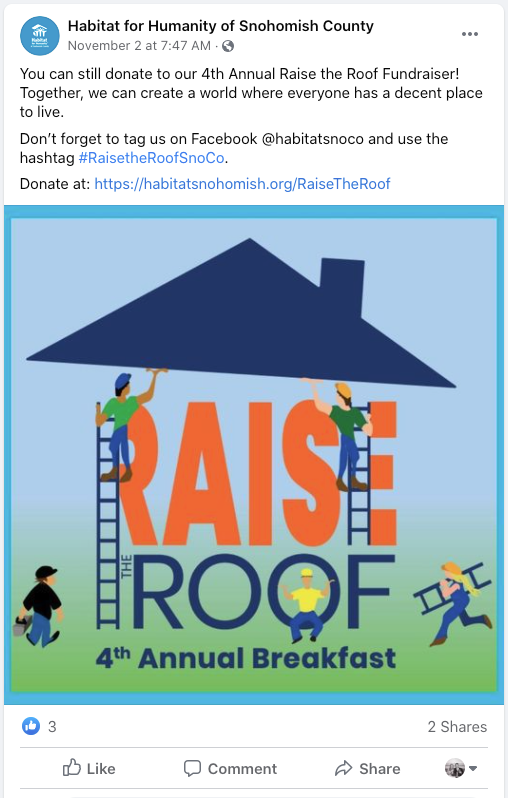 Habitat for Humanity of Snohomish County
November 2 at 7:47 AM ·
You can still donate to our 4th Annual Raise the Roof Fundraiser!
Together, we can create a world where everyone has a decent place
to live.
Don’t forget to tag us on Facebook @habitatsnoco and use the
hashtag #RaisetheRoofSnoCo.
Donate at: https://habitatsnohomish.org/RaiseTheRoof
RAISE
THE
ROOF
4th Annual Breakfast
3
2 Shares
Like
Comment
Share